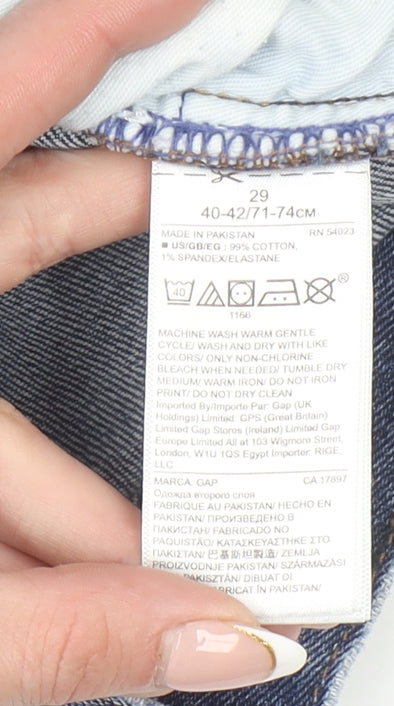 29
40-42/71-74CM
MADE IN PAKISTAN RN 54023
■ US/GB/EG : 99% COTTON,
1% SPANDEX/ELASTANE
40 ®
1166
MACHINE WASH WARM GENTLE
CYCLE/ WASH AND DRY WITH LIKE
COLORS/ ONLY NON-CHLORINE
BLEACH WHEN NEEDED/ TUMBLE DRY
MEDIUM/ WARM IRON/ DO NOT IRON
PRINT/ DO NOT DRY CLEAN
Imported By/Importe Par: Gap (UK
Holdings) Limited: GPS (Great Britain)
Limited Gap Stores (Ireland) Limited Gap
Europe Limited All at 103 Wigmore Street,
London, W1U 1QS Egypt Importer: RIGE,
LLC
MARCA: GAP CA 17897
Одежда второго слоя
FABRIQUE AU PAKISTAN/ HECHO EN
PAKISTAN/ ПРОИЗВЕДЕНО В
ПАКИСТАН/ FABRICADO NO
PAQUISTÃO/ ΚΑΤΑΣΚΕΥΑΣΤΗΚΕ ΣΤΟ
ΠΑΚΙΣΤΑΝ/ 巴基斯坦製造/ ZEMLJA
PROIZVODNJE PAKISTAN/ SZÁRMAZÁSI
PAKISZTÁN/ DIBUAT DI
FABRICAT ÎN PAKISTAN/